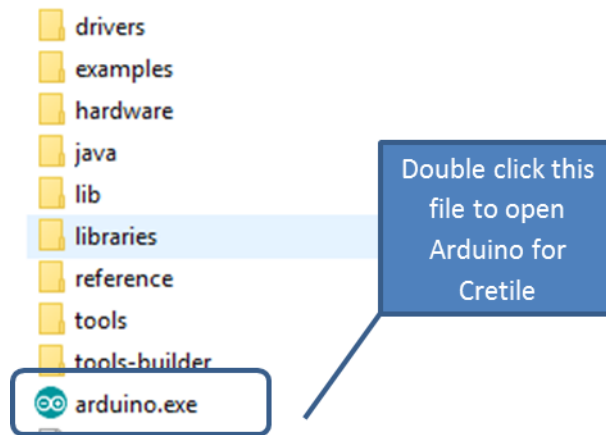 drivers
examples
hardware
java
lib
libraries
reference
tools
tools-builder
arduino.exe
Double click this
file to open
Arduino for
Cretile